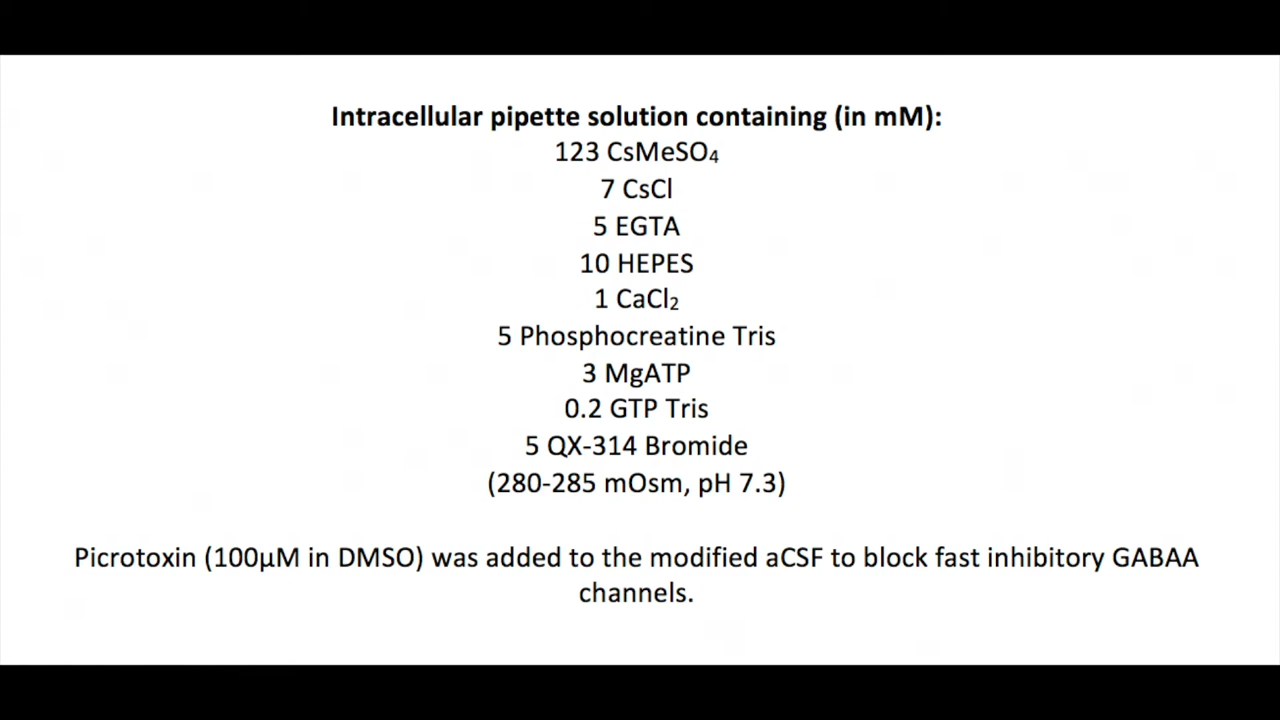 Intracellular pipette solution containing (in mM):
123 CsMeSO₄
7 CsCl
5 EGTA
10 HEPES
1 CaCl₂
5 Phosphocreatine Tris
3 MgATP
0.2 GTP Tris
5 QX-314 Bromide
(280-285 mOsm, pH 7.3)
Picrotoxin (100µM in DMSO) was added to the modified aCSF to block fast inhibitory GABAA
channels.